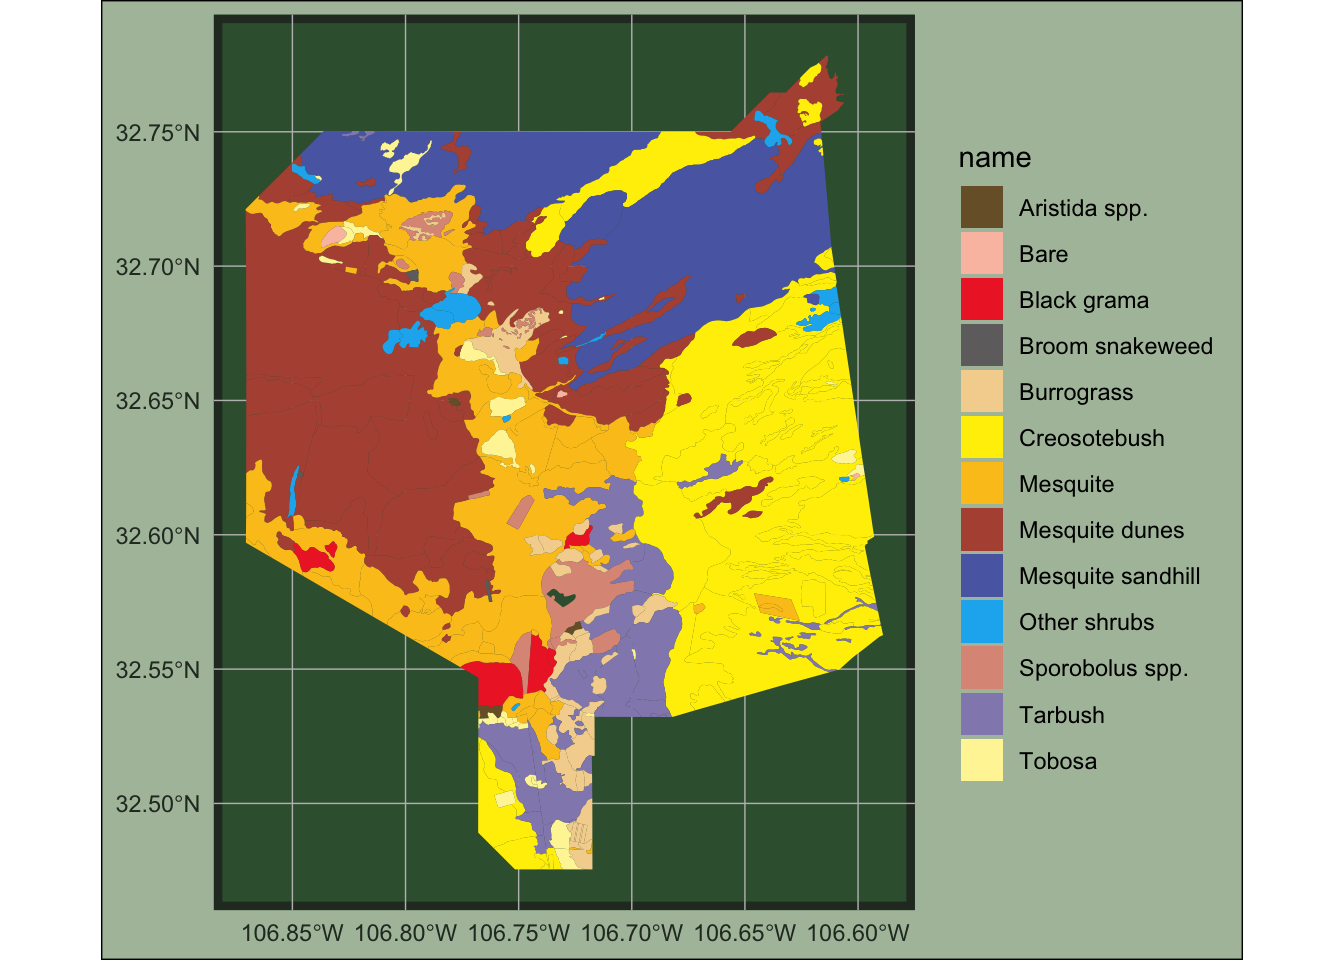 32.75°N
32.70°N
32.65°N
32.60°N
32.55°N
32.50°N
106.85°W 106.80°W 106.75°W 106.70°W 106.65°W 106.60°W
name
Aristida spp.
Bare
Black grama
Broom snakeweed
Burrograss
Creosotebush
Mesquite
Mesquite dunes
Mesquite sandhill
Other shrubs
Sporobolus spp.
Tarbush
Tobosa